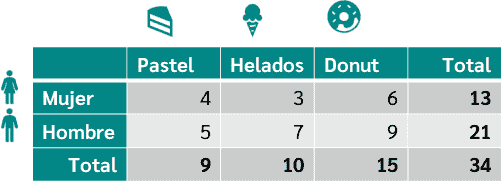 Pastel Helados Donut Total
Mujer 4 3 6 13
Hombre 5 7 9 21
Total 9 10 15 34